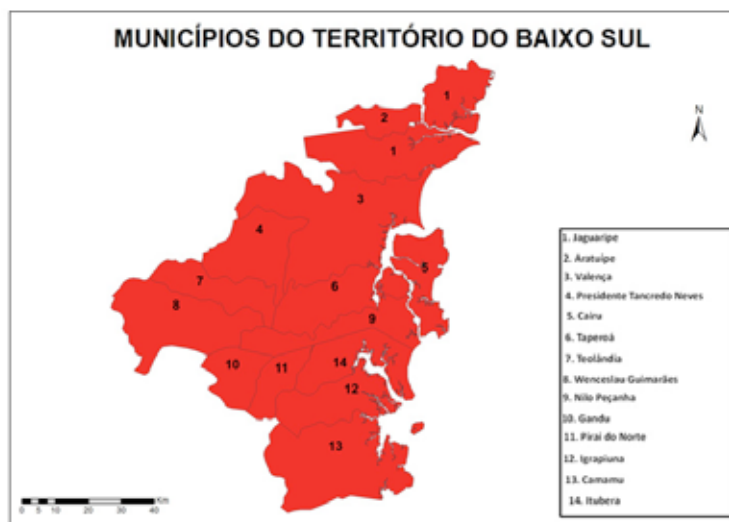 MUNICÍPIOS DO TERRITÓRIO DO BAIXO SUL
N
1
2
1
3
4
5
7
6
8
9
10
11
14
12
13
1. Jaguaripe
2. Aratuípe
3. Valença
4. Presidente Tancredo Neves
5. Cairu
6. Taperoá
7. Teolândia
8. Wenceslau Guimarães
9. Nilo Peçanha
10. Gandu
11. Pirai do Norte
12. Igrapiuna
13. Camamu
14. Itubera
0 5 10 20 30 40 Km